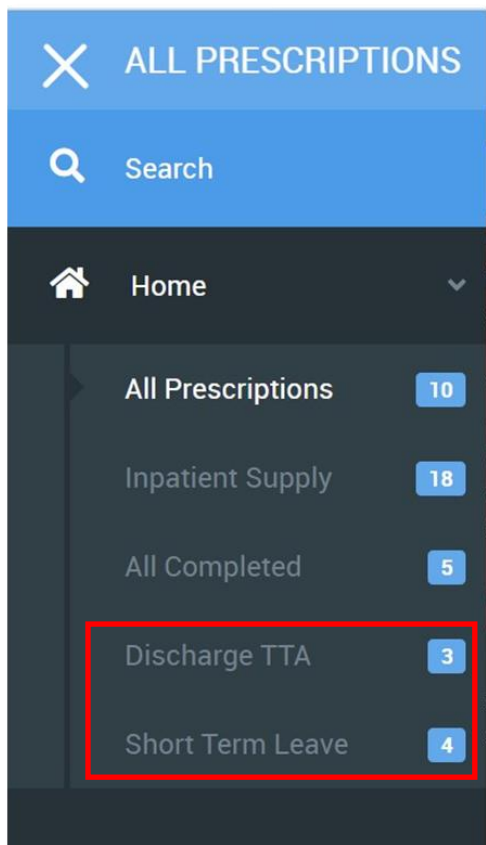 ALL PRESCRIPTIONS
Search
Home
All Prescriptions 10
Inpatient Supply 18
All Completed 5
Discharge TTA 3
Short Term Leave 4